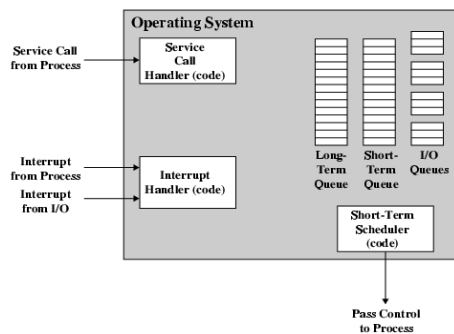 Operating System
Service Call
from Process
Service
Call
Handler (code)
Interrupt
from Process
Interrupt
from I/O
Interrupt
Handler (code)
Long-
Term
Queue
Short-
Term
Queue
I/O
Queues
Short-Term
Scheduler
(code)
Pass Control
to Process